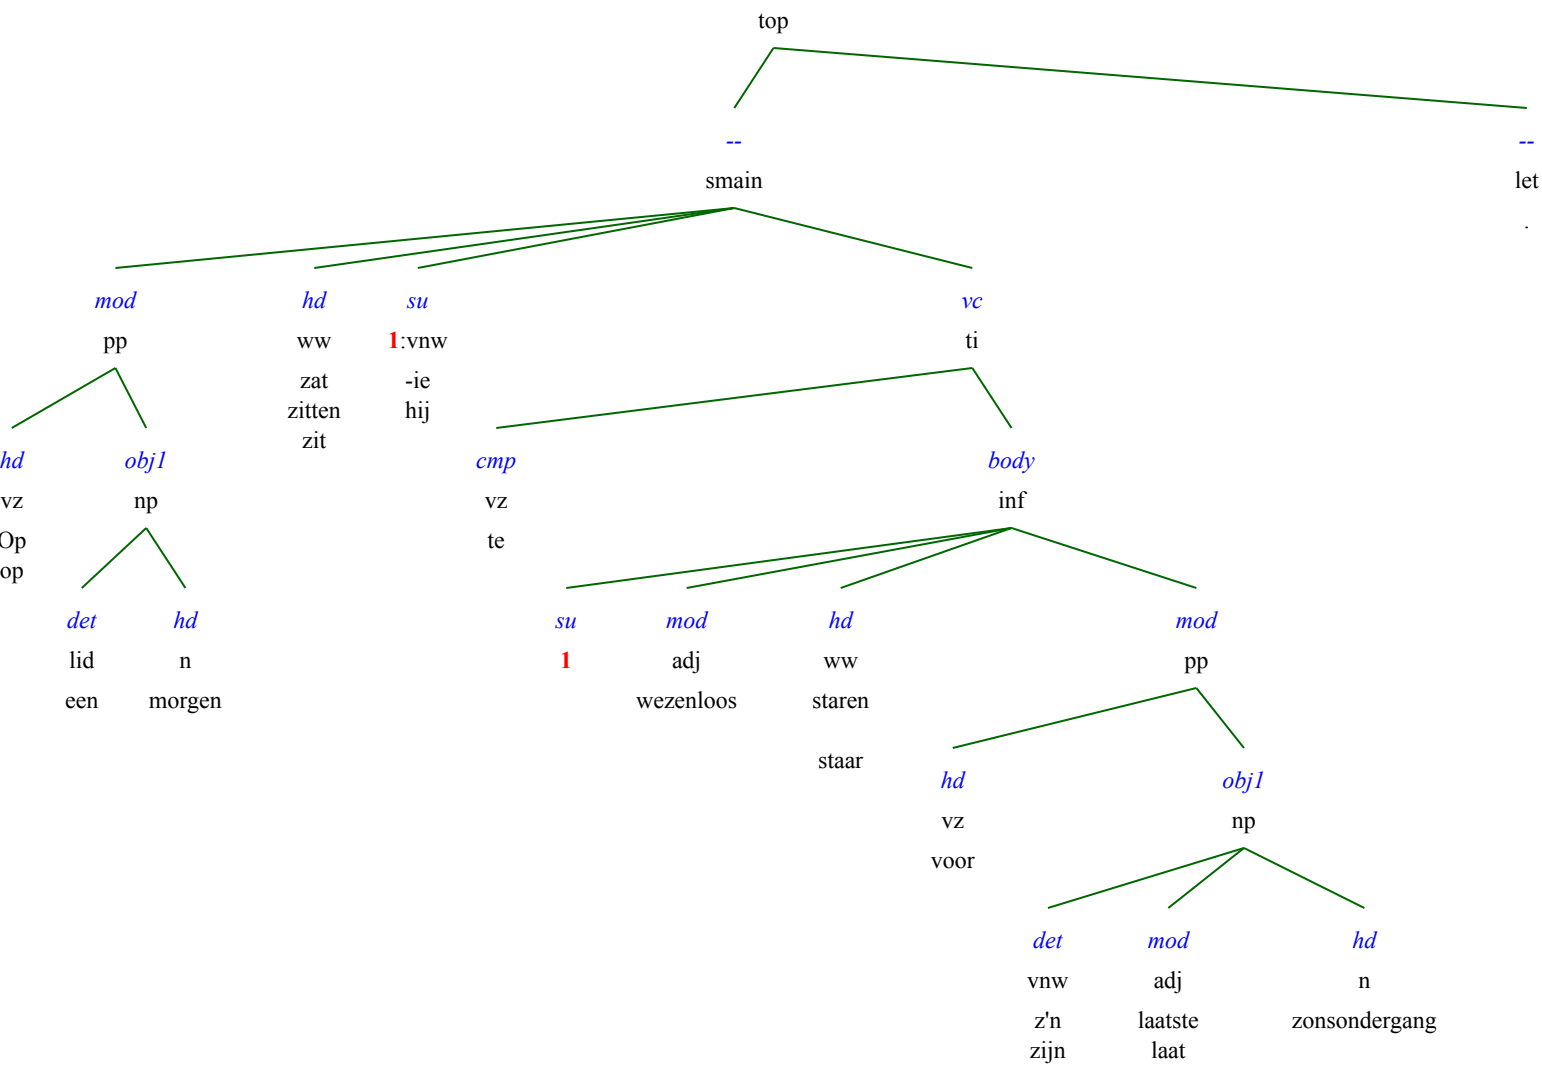 top
-- --
smain let
.
mod hd su vc
pp ww 1:vnw ti
zat -ie
zitten hij
zit
hd obj1 cmp body
vz np vz inf
Op te
op
det hd su mod hd mod
lid n 1 adj ww pp
een morgen wezenloos staren
staar
hd obj1
vz np
voor
det mod hd
vnw adj n
z'n laatste zonsondergang
zijn laat